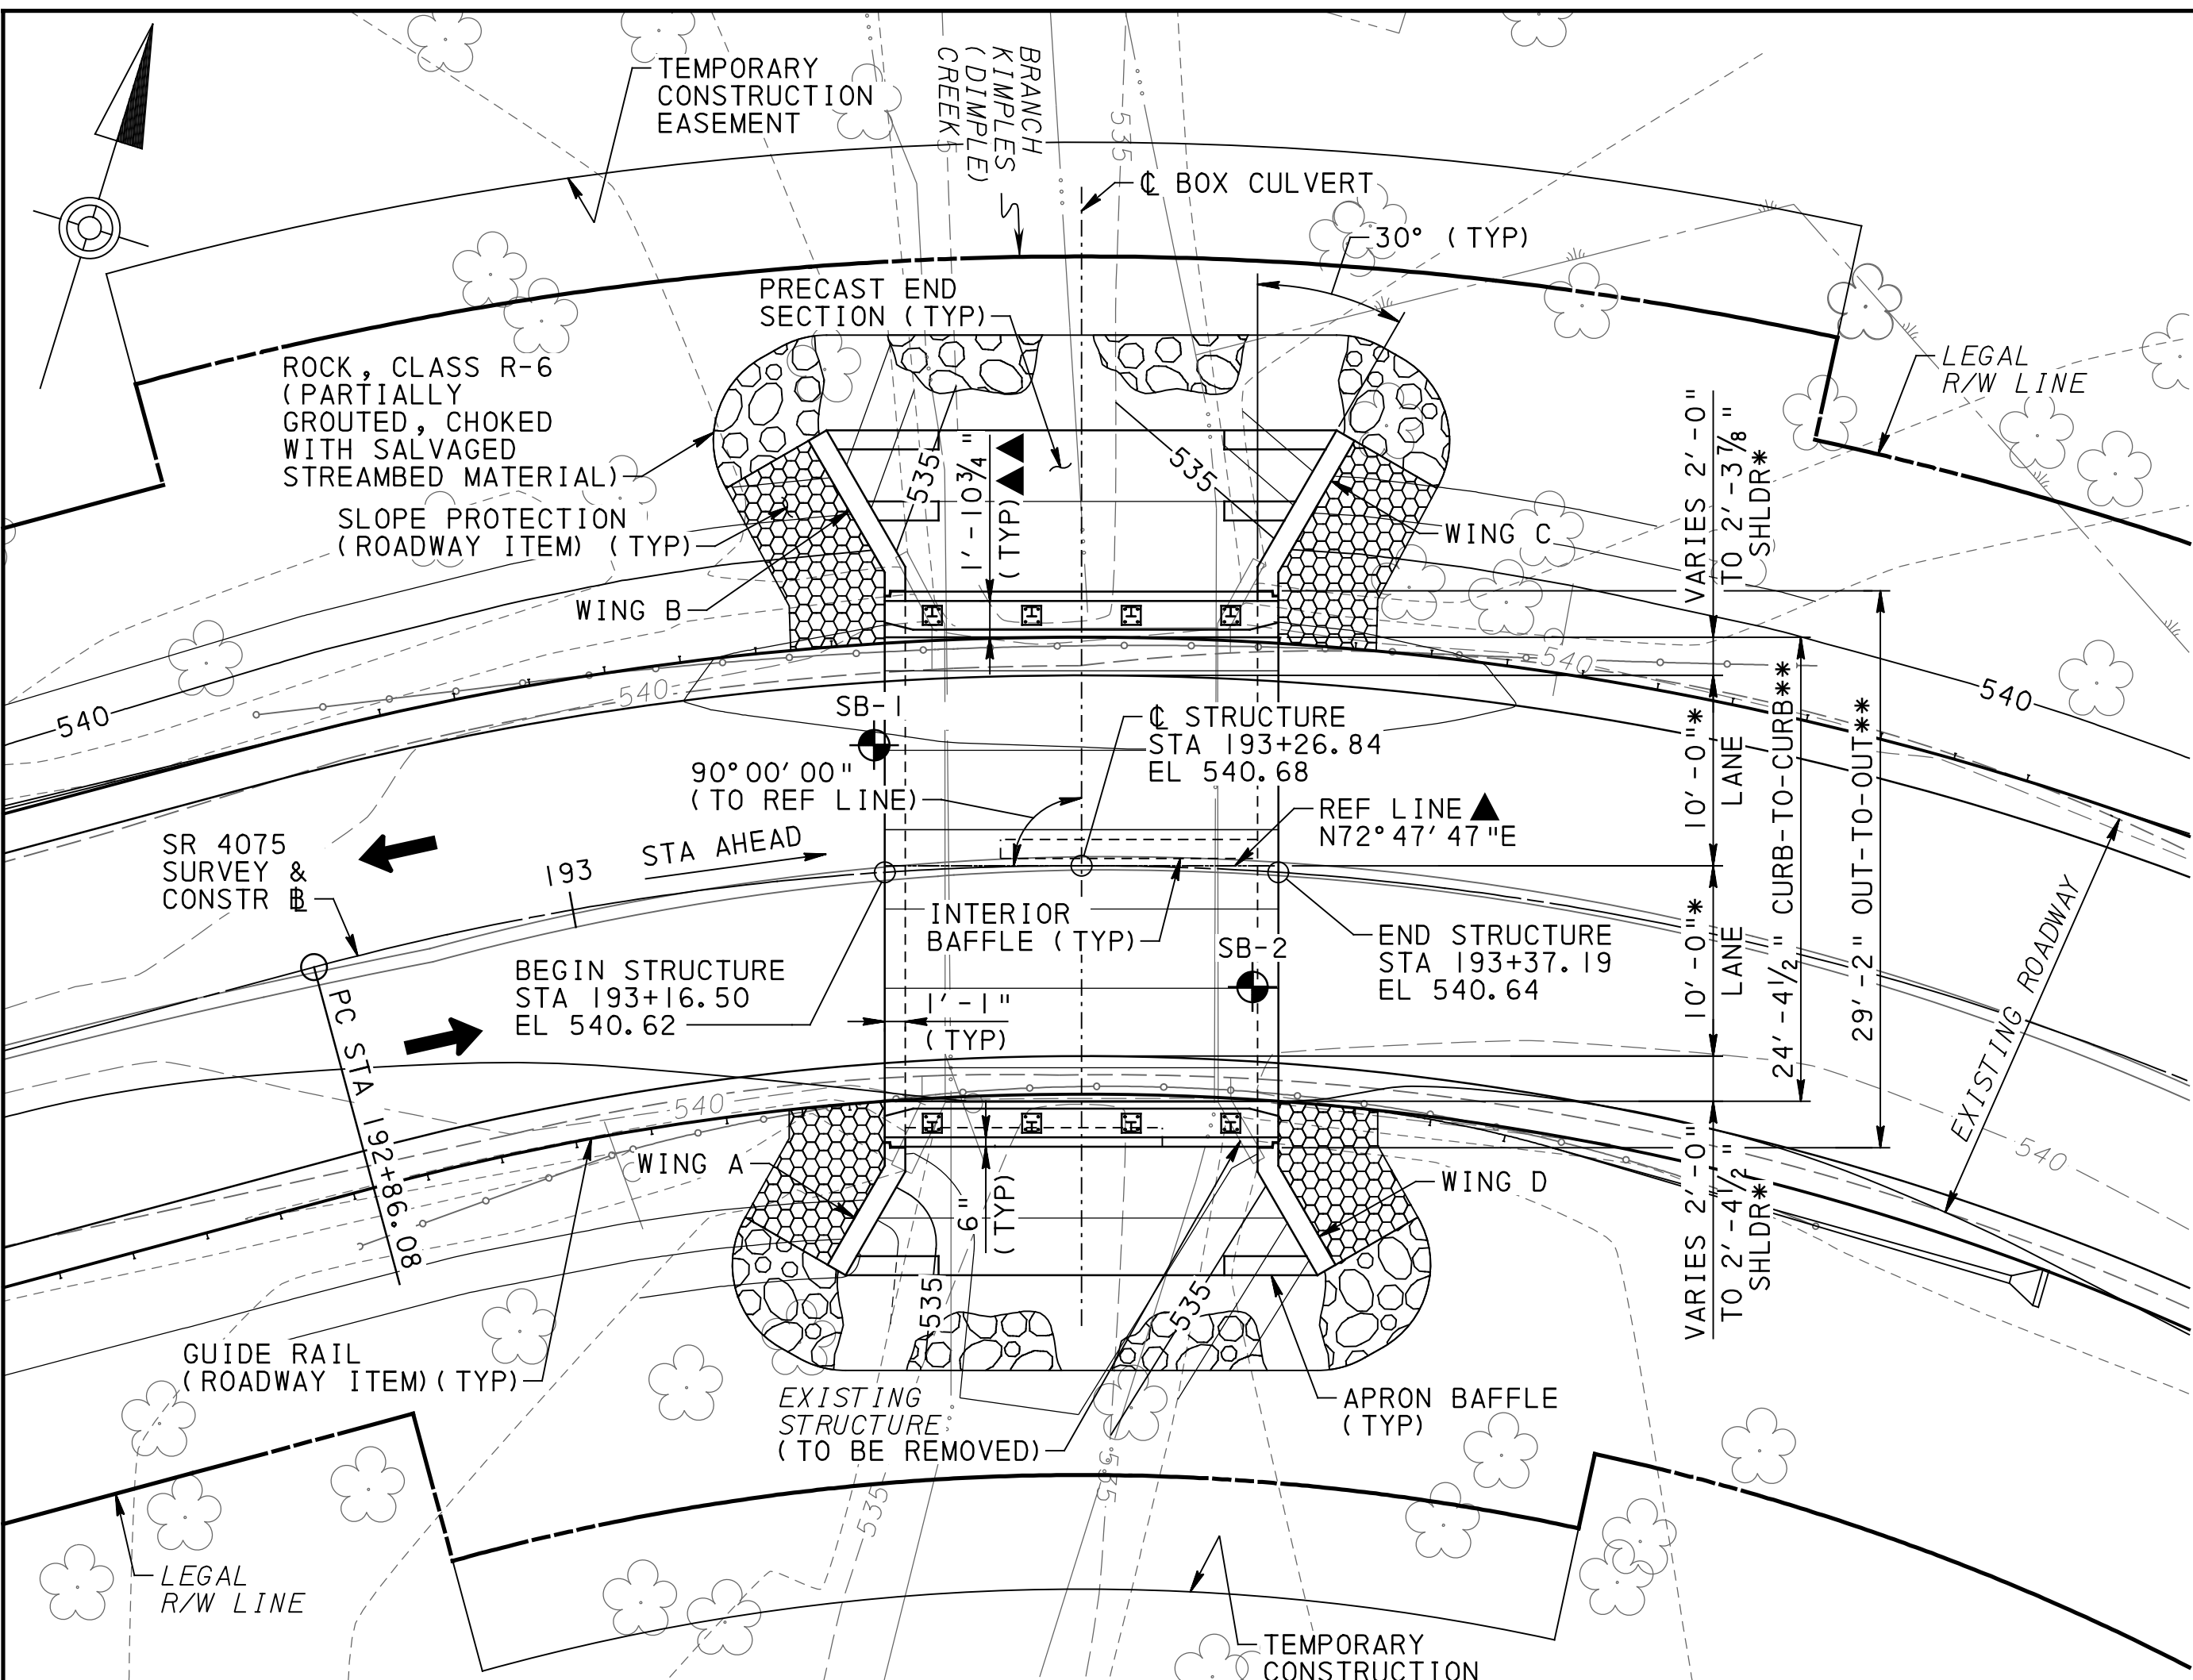 TEMPORARY
CONSTRUCTION
EASEMENT
BRANCH
KIMPLES
(DIMPLE)
CREEK
535
℄ BOX CULVERT
30° (TYP)
PRECAST END
SECTION (TYP)
LEGAL
R/W LINE
ROCK, CLASS R-6
(PARTIALLY
GROUTED, CHOKED
WITH SALVAGED
STREAMBED MATERIAL)
SLOPE PROTECTION
(ROADWAY ITEM) (TYP)
535
1'-10¾"
(TYP)
535
WING C
VARIES 2'-0"
TO 2'-3⅞"
SHLDR*
WING B
540
540
540
540
SB-1
℄ STRUCTURE
STA 193+26.84
EL 540.68
90°00'00"
(TO REF LINE)
REF LINE
N72°47'47"E
10'-0"*
LANE
24'-4½" CURB-TO-CURB**
29'-2" OUT-TO-OUT**
SR 4075
SURVEY &
CONSTR ℄
193
STA AHEAD
INTERIOR
BAFFLE (TYP)
SB-2
END STRUCTURE
STA 193+37.19
EL 540.64
10'-0"*
LANE
EXISTING ROADWAY
BEGIN STRUCTURE
STA 193+16.50
EL 540.62
1'-1"
(TYP)
PC STA 192+86.08
540
540
WING A
6"
(TYP)
WING D
VARIES 2'-0"
TO 2'-4½"
SHLDR*
535
535
GUIDE RAIL
(ROADWAY ITEM)(TYP)
EXISTING
STRUCTURE
(TO BE REMOVED)
APRON BAFFLE
(TYP)
535
535
LEGAL
R/W LINE
TEMPORARY
CONSTRUCTION